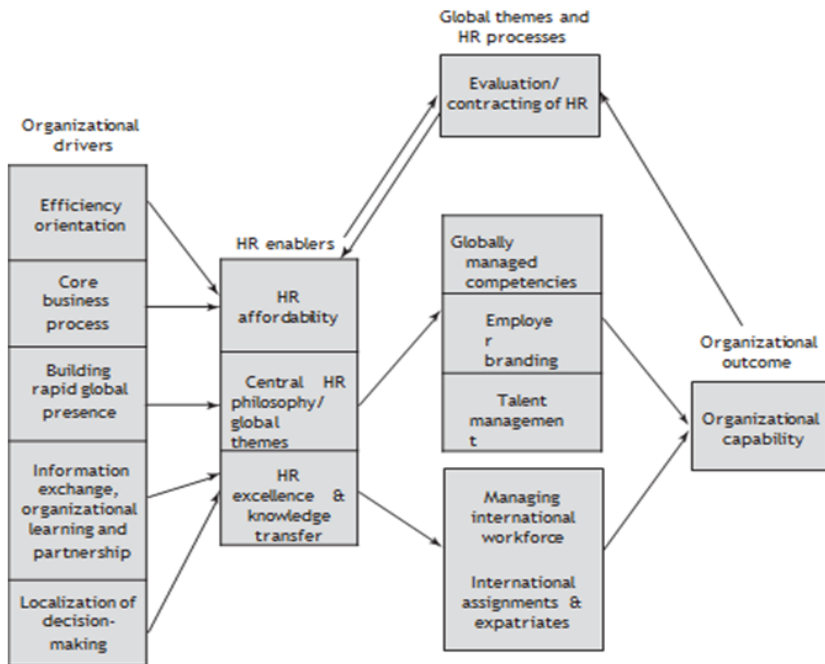 Global themes and
HR processes
Evaluation/
contracting of HR
Organizational
drivers
Efficiency
orientation
Core
business
process
Building
rapid global
presence
Information
exchange,
organizational
learning and
partnership
Localization of
decision-
making
HR enablers
HR
affordability
Central HR
philosophy/
global
themes
HR
excellence &
knowledge
transfer
Globally
managed
competencies
Employe
r
branding
Talent
managemen
t
Managing
international
workforce
International
assignments &
expatriates
Organizational
outcome
Organizational
capability